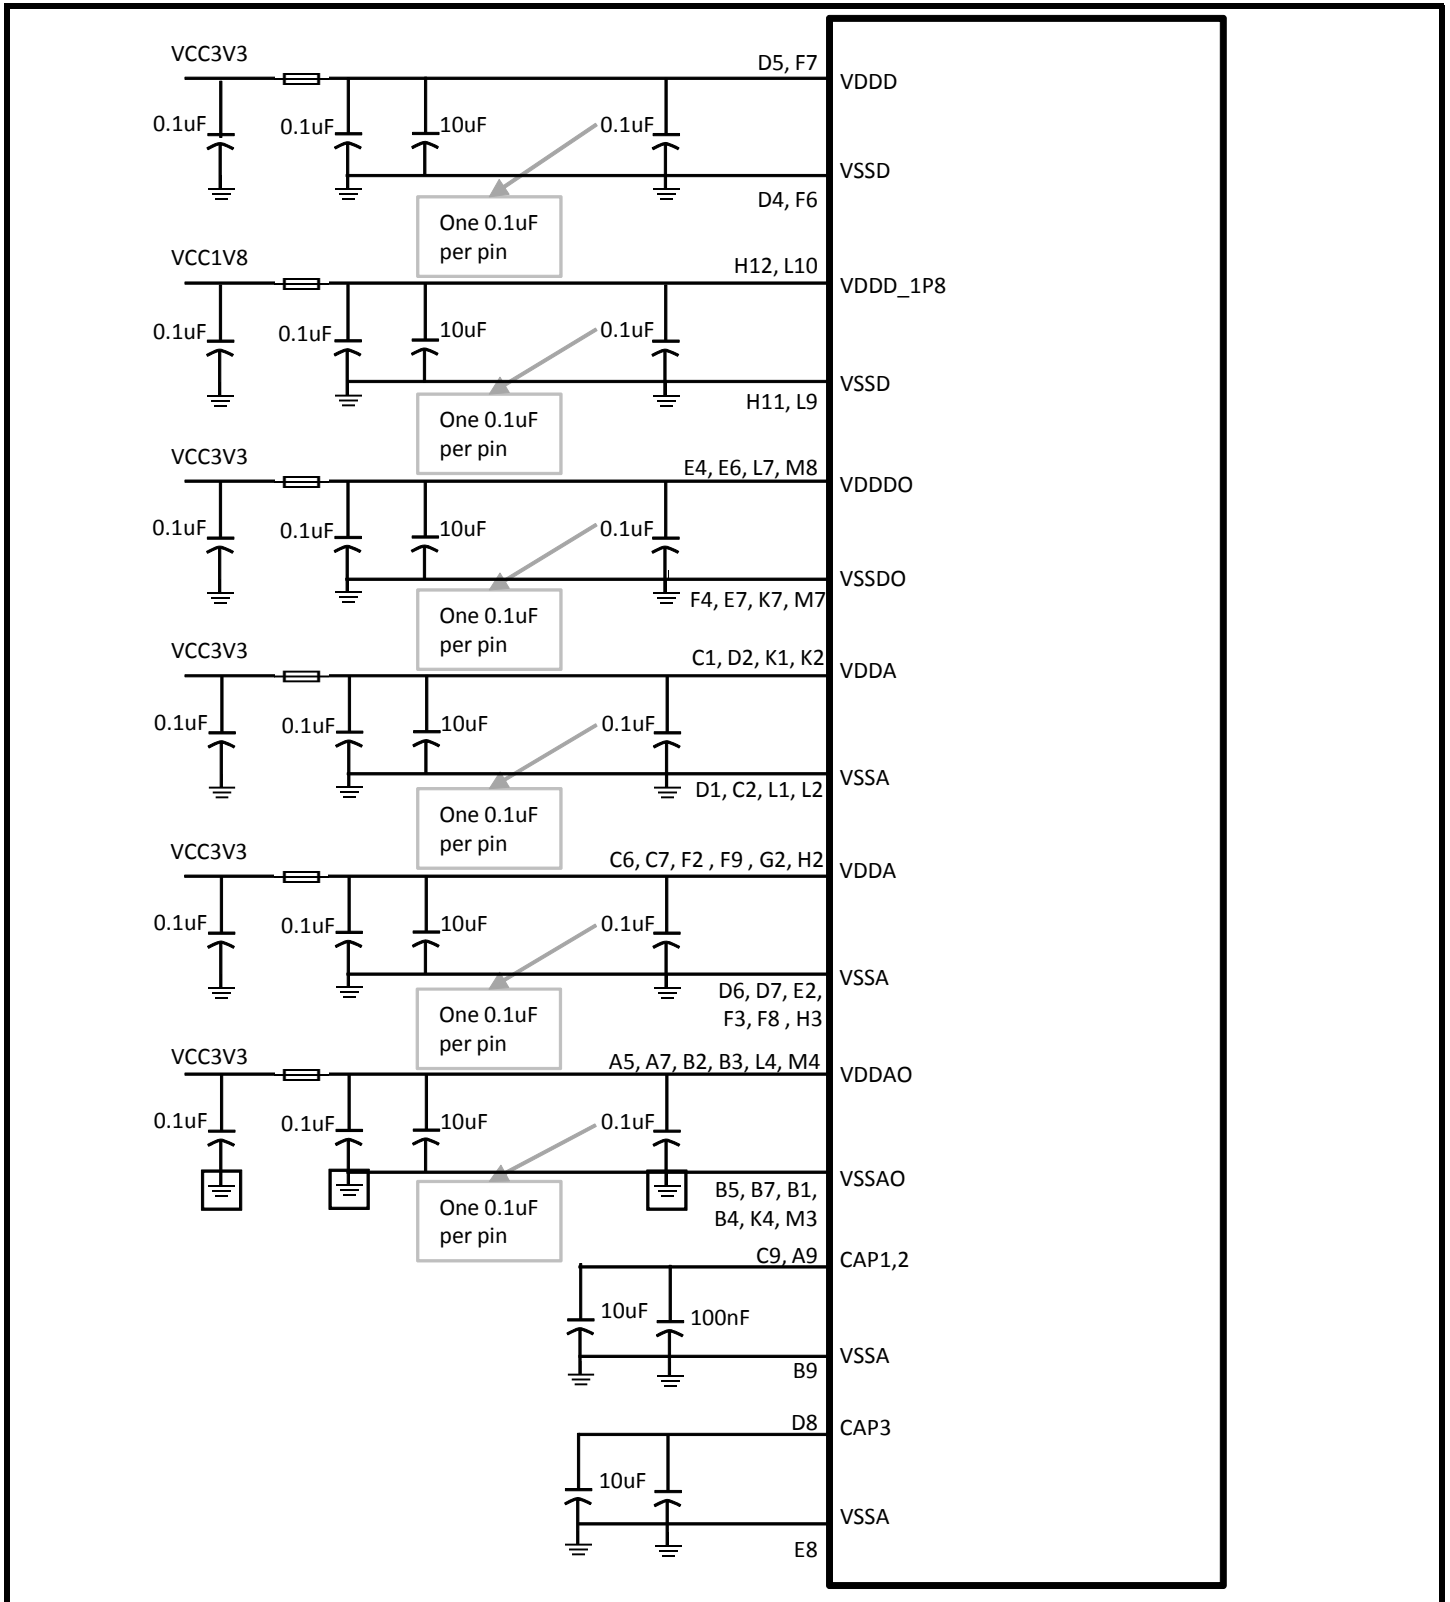 VCC3V3
D5, F7
VDDD
0.1uF
0.1uF
10uF
0.1uF
VSSD
D4, F6
One 0.1uF
per pin
VCC1V8
H12, L10
VDDD_1P8
0.1uF
0.1uF
10uF
0.1uF
VSSD
H11, L9
One 0.1uF
per pin
VCC3V3
E4, E6, L7, M8
VDDDO
0.1uF
0.1uF
10uF
0.1uF
VSSDO
F4, E7, K7, M7
One 0.1uF
per pin
VCC3V3
C1, D2, K1, K2
VDDA
0.1uF
0.1uF
10uF
0.1uF
VSSA
D1, C2, L1, L2
One 0.1uF
per pin
VCC3V3
C6, C7, F2 , F9 , G2, H2
VDDA
0.1uF
0.1uF
10uF
0.1uF
VSSA
D6, D7, E2,
F3, F8 , H3
One 0.1uF
per pin
VCC3V3
A5, A7, B2, B3, L4, M4
VDDAO
0.1uF
0.1uF
10uF
0.1uF
VSSAO
B5, B7, B1,
B4, K4, M3
One 0.1uF
per pin
C9, A9
CAP1,2
10uF
100nF
VSSA
B9
D8
CAP3
10uF
VSSA
E8